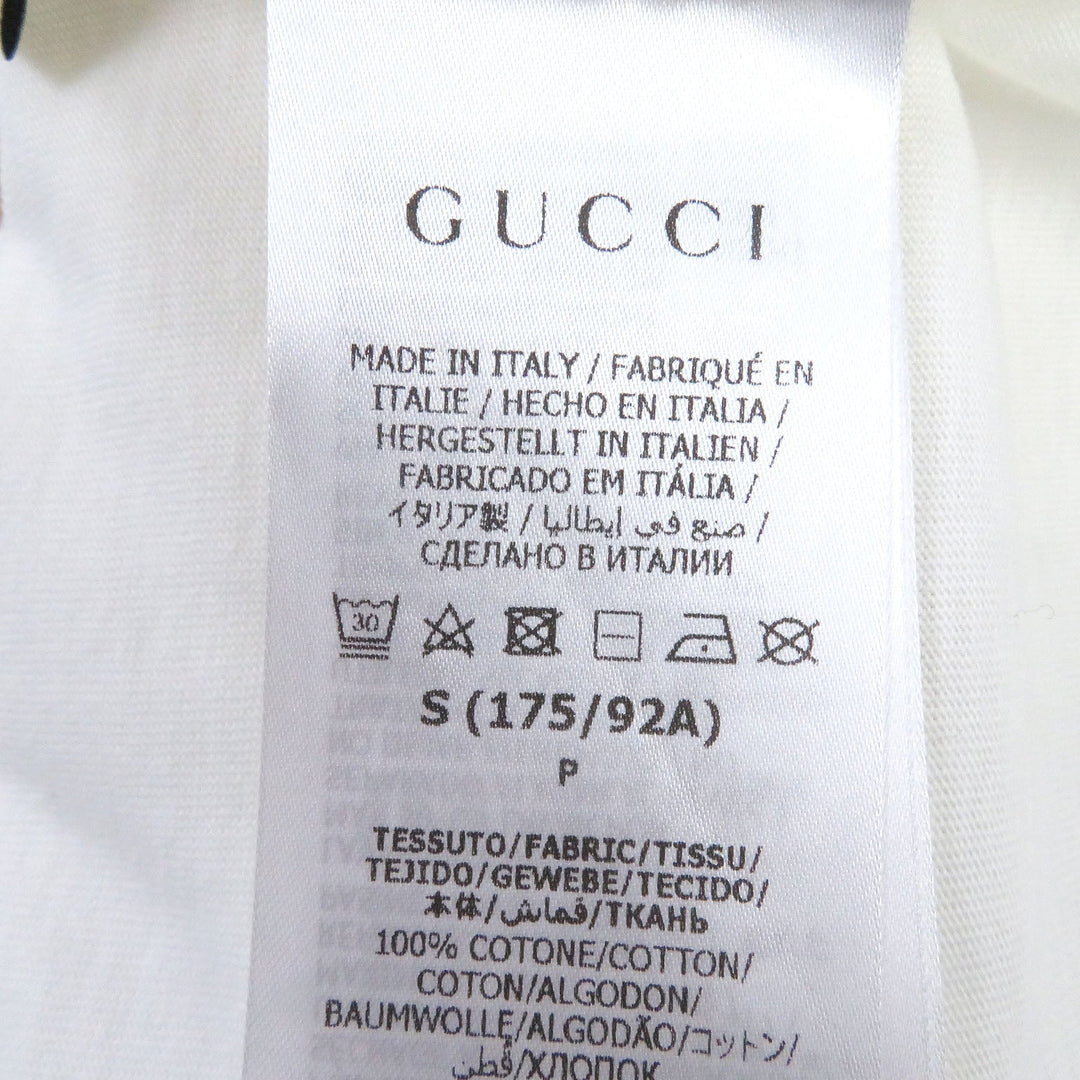 GUCCI
MADE IN ITALY / FABRIQUÉ EN
ITALIE / HECHO EN ITALIA /
HERGESTELLT IN ITALIEN /
FABRICADO EM ITÁLIA /
イタリア製 / صنع في إيطاليا /
СДЕЛАНО В ИТАЛИИ
30
S (175/92A)
P
TESSUTO/FABRIC/TISSU/
TEJIDO/GEWEBE/TECIDO/
本体/قماش/ТКАНЬ
100% COTONE/COTTON/
COTON/ALGODON/
BAUMWOLLE/ALGODÃO/コットン/
قطن/ХЛОПОК